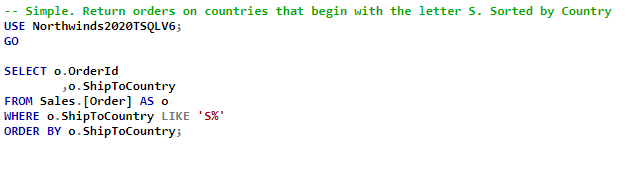 -- Simple. Return orders on countries that begin with the letter S. Sorted by Country
USE Northwinds2020TSQLV6;
GO
SELECT o.OrderId
,o.ShipToCountry
FROM Sales.[Order] AS o
WHERE o.ShipToCountry LIKE 'S%'
ORDER BY o.ShipToCountry;